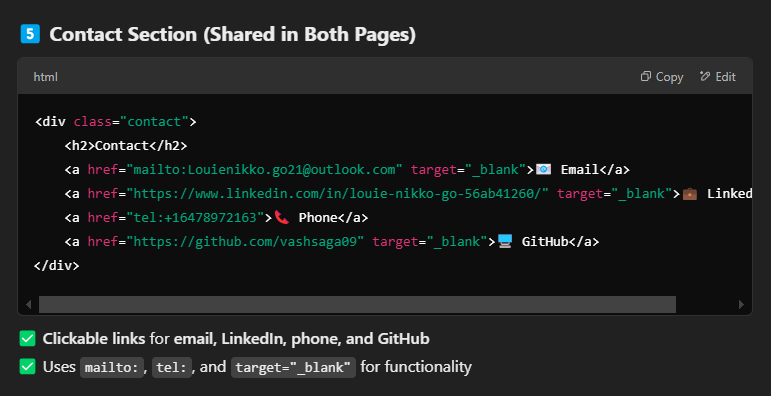 5 Contact Section (Shared in Both Pages)
html Copy Edit
<div class="contact">
<h2>Contact</h2>
<a href="mailto:Louienikko.go21@outlook.com" target="_blank">📧 Email</a>
<a href="https://www.linkedin.com/in/louie-nikko-go-56ab41260/" target="_blank">💼 Linked
<a href="tel:+16478972163">📞 Phone</a>
<a href="https://github.com/vashsaga09" target="_blank">💻 GitHub</a>
</div>
✅ Clickable links for email, LinkedIn, phone, and GitHub
✅ Uses mailto:, tel:, and target="_blank" for functionality